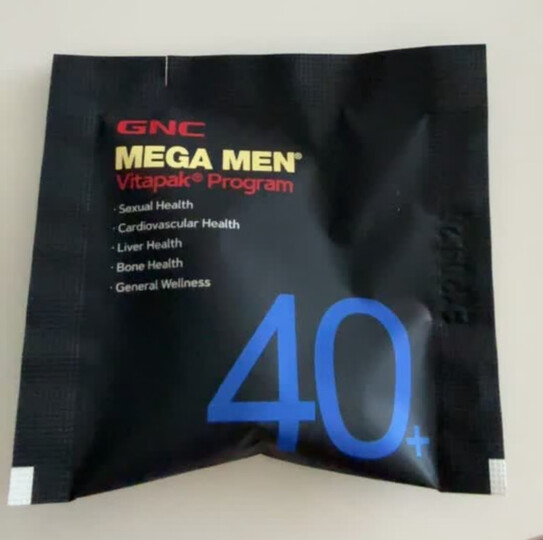 GNC
MEGA MEN®
Vitapak® Program
· Sexual Health
· Cardiovascular Health
· Liver Health
· Bone Health
· General Wellness
40+